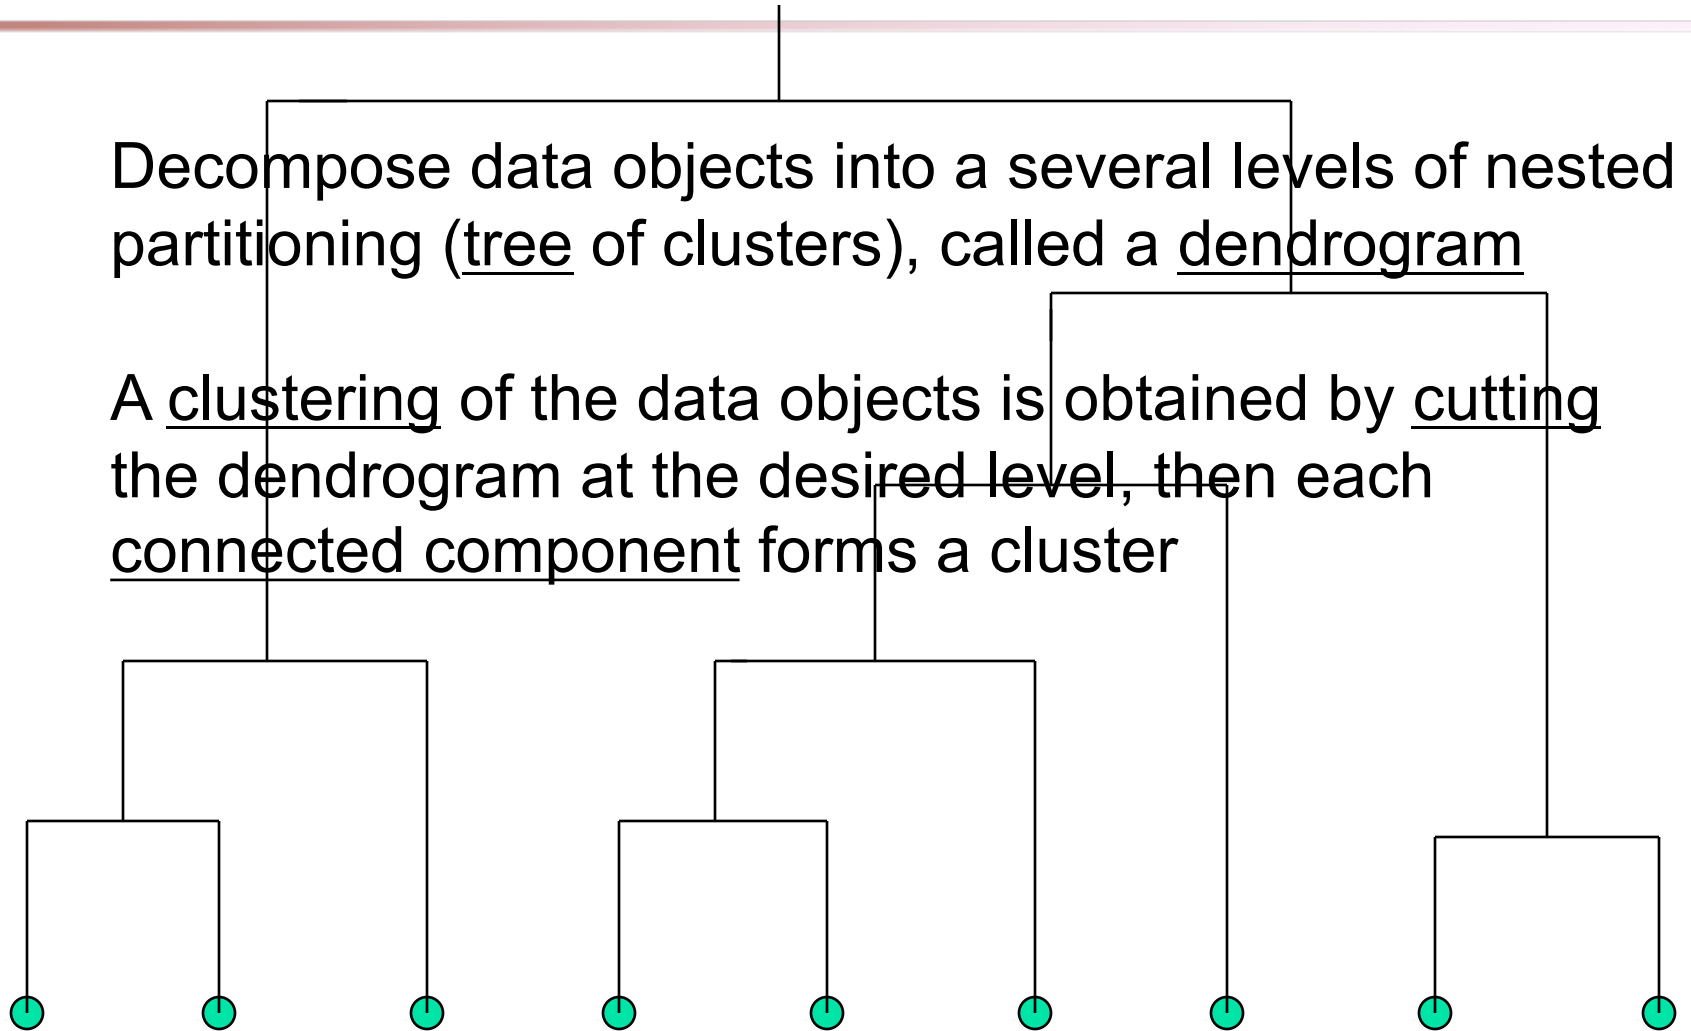 Decompose data objects into a several levels of nested
partitioning (tree of clusters), called a dendrogram
A clustering of the data objects is obtained by cutting
the dendrogram at the desired level, then each
connected component forms a cluster